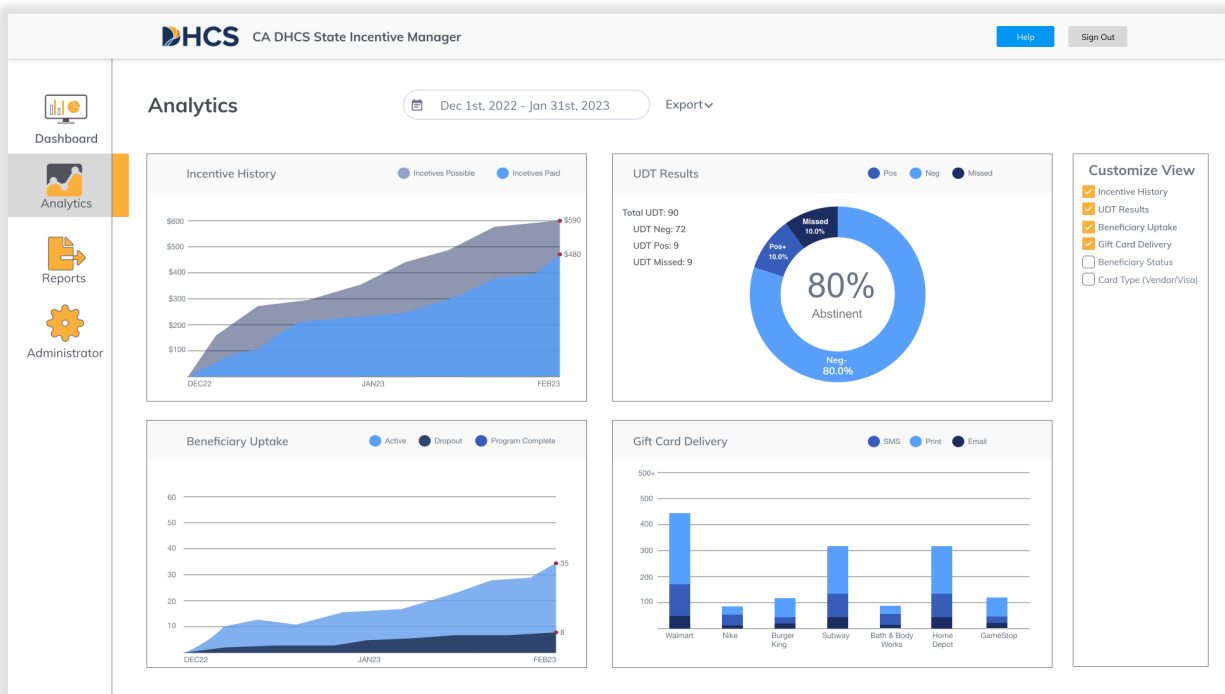 DHCS CA DHCS State Incentive Manager
Help
Sign Out
Dashboard
Analytics
Reports
Administrator
Analytics
Dec 1st, 2022 - Jan 31st, 2023
Export
Incentive History
Incetives Possible
Incetives Paid
$600
$500
$400
$300
$200
$100
$590
$480
DEC22
JAN23
FEB23
UDT Results
Pos
Neg
Missed
Total UDT: 90
UDT Neg: 72
UDT Pos: 9
UDT Missed: 9
Missed
10.0%
Pos+
10.0%
80%
Abstinent
Neg-
80.0%
Customize View
Incentive History
UDT Results
Beneficiary Uptake
Gift Card Delivery
Beneficiary Status
Card Type (Vendor/Visa)
Beneficiary Uptake
Active
Dropout
Program Complete
60
50
40
30
20
10
35
8
DEC22
JAN23
FEB23
Gift Card Delivery
SMS
Print
Email
500+
500
400
300
200
100
Walmart
Nike
Burger
King
Subway
Bath & Body
Works
Home
Depot
GameStop